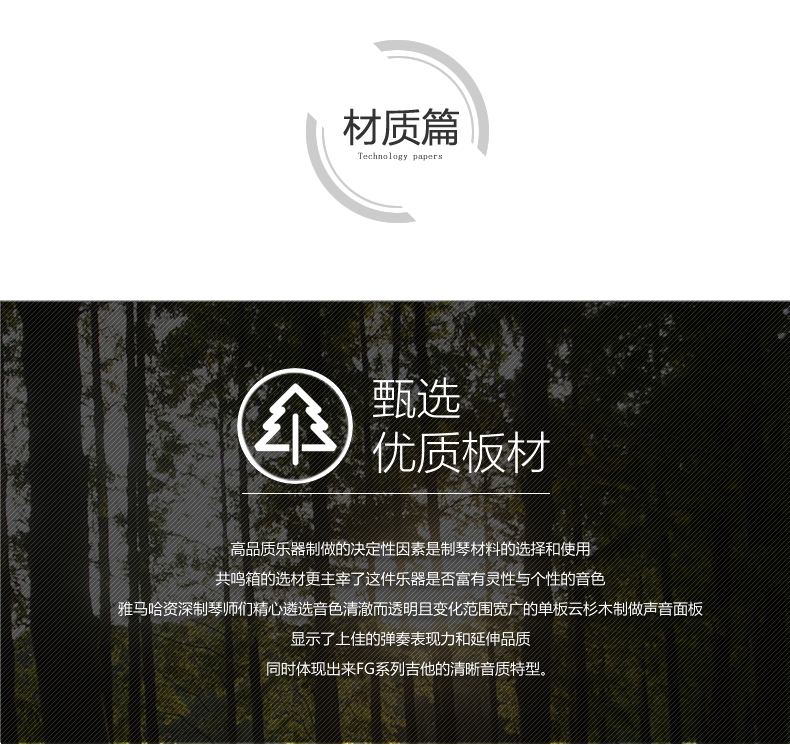 材质篇
Technology papers
甄选
优质板材
高品质乐器制做的决定性因素是制琴材料的选择和使用
共鸣箱的选材更主宰了这件乐器是否富有灵性与个性的音色
雅马哈资深制琴师们精心遴选音色清澈而透明且变化范围宽广的单板云杉木制做声音面板
显示了上佳的弹奏表现力和延伸品质
同时体现出来FG系列吉他的清晰音质特型。